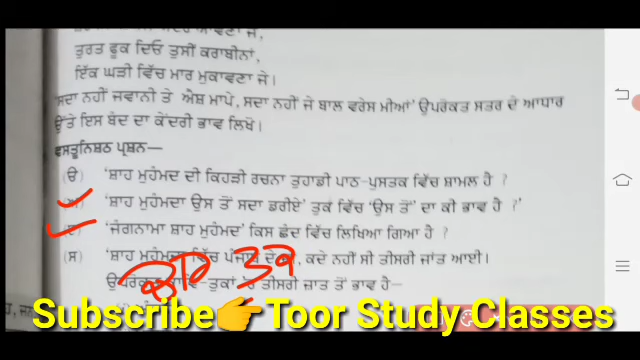 ਤੁਰਤ ਫੂਕ ਦਿਓ ਤੁਸੀਂ ਕਰਾਬੀਨਾਂ,
ਇੱਕ ਘੜੀ ਵਿੱਚ ਮਾਰ ਮੁਕਾਵਣਾ ਜੇ।
'ਸਦਾ ਨਹੀਂ ਜਵਾਨੀ ਤੇ ਐਸ਼ ਮਾਪੇ, ਸਦਾ ਨਹੀਂ ਜੇ ਬਾਲ ਵਰੇਸ ਮੀਆਂ' ਉਪਰੋਕਤ ਸਤਰ ਦੇ ਆਧਾਰ
ਉੱਤੇ ਇਸ ਬੰਦ ਦਾ ਕੇਂਦਰੀ ਭਾਵ ਲਿਖੋ।
ਵਸਤੂਨਿਸ਼ਠ ਪ੍ਰਸ਼ਨ—
(ੳ) 'ਸ਼ਾਹ ਮੁਹੰਮਦ ਦੀ ਕਿਹੜੀ ਰਚਨਾ ਤੁਹਾਡੀ ਪਾਠ-ਪੁਸਤਕ ਵਿੱਚ ਸ਼ਾਮਲ ਹੈ ?
'ਸ਼ਾਹ ਮੁਹੰਮਦਾ ਉਸ ਤੋਂ ਸਦਾ ਡਰੀਏ' ਤੁਕ ਵਿੱਚ 'ਉਸ ਤੋਂ' ਦਾ ਕੀ ਭਾਵ ਹੈ ?'
'ਜੰਗਨਾਮਾ ਸ਼ਾਹ ਮੁਹੰਮਦ' ਕਿਸ ਛੰਦ ਵਿੱਚ ਲਿਖਿਆ ਗਿਆ ਹੈ ?
(ਸ) 'ਸ਼ਾਹ ਮੁਹੰਮਦਾ ਵਿੱਚ ਪੰਜਾਬ ਦੇ ਕਦੇ ਨਹੀਂ ਸੀ ਤੀਸਰੀ ਜ਼ਾਤ ਆਈ।
ਤੁਕਾਂ ਤੀਸਰੀ ਜ਼ਾਤ ਤੋਂ ਭਾਵ ਹੈ-
Subscribe👉Toor Study Classes